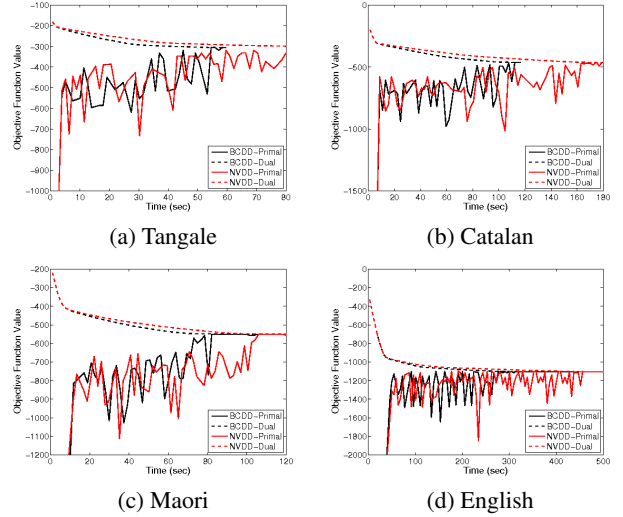 -100
-200
-300
-400
-500
-600
-700
-800
-900
-1000
Objective Function Value
0 10 20 30 40 50 60 70 80
Time (sec)
BCDD-Primal
BCDD-Dual
NVDD-Primal
NVDD-Dual
(a) Tangale
0
-500
-1000
-1500
Objective Function Value
0 20 40 60 80 100 120 140 160 180
Time (sec)
BCDD-Primal
BCDD-Dual
NVDD-Primal
NVDD-Dual
(b) Catalan
-200
-300
-400
-500
-600
-700
-800
-900
-1000
-1100
-1200
Objective Function Value
0 20 40 60 80 100 120
Time (sec)
BCDD-Primal
BCDD-Dual
NVDD-Primal
NVDD-Dual
(c) Maori
0
-200
-400
-600
-800
-1000
-1200
-1400
-1600
-1800
-2000
Objective Function Value
0 100 200 300 400 500
Time (sec)
BCDD-Primal
BCDD-Dual
NVDD-Primal
NVDD-Dual
(d) English